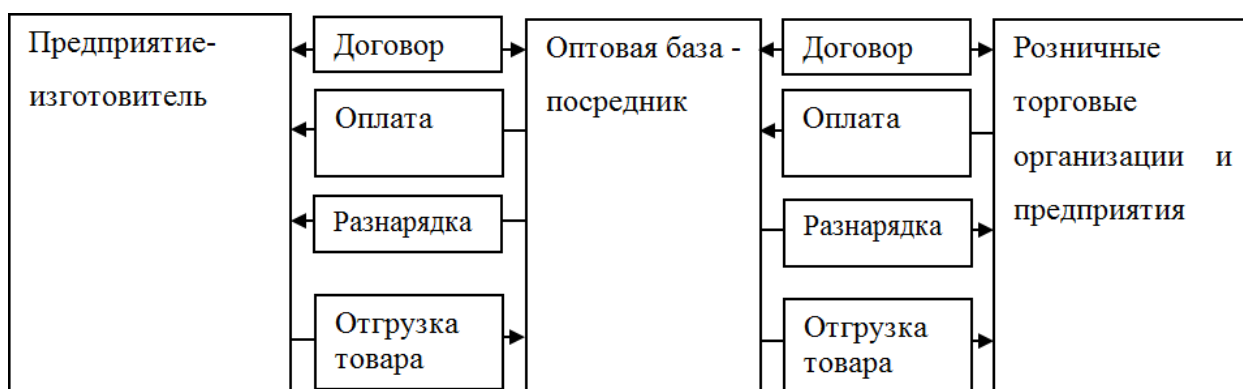 Предприятие-
изготовитель
Договор
Оплата
Разнарядка
Отгрузка
товара
Оптовая база -
посредник
Договор
Оплата
Разнарядка
Отгрузка
товара
Розничные
торговые
организации и
предприятия